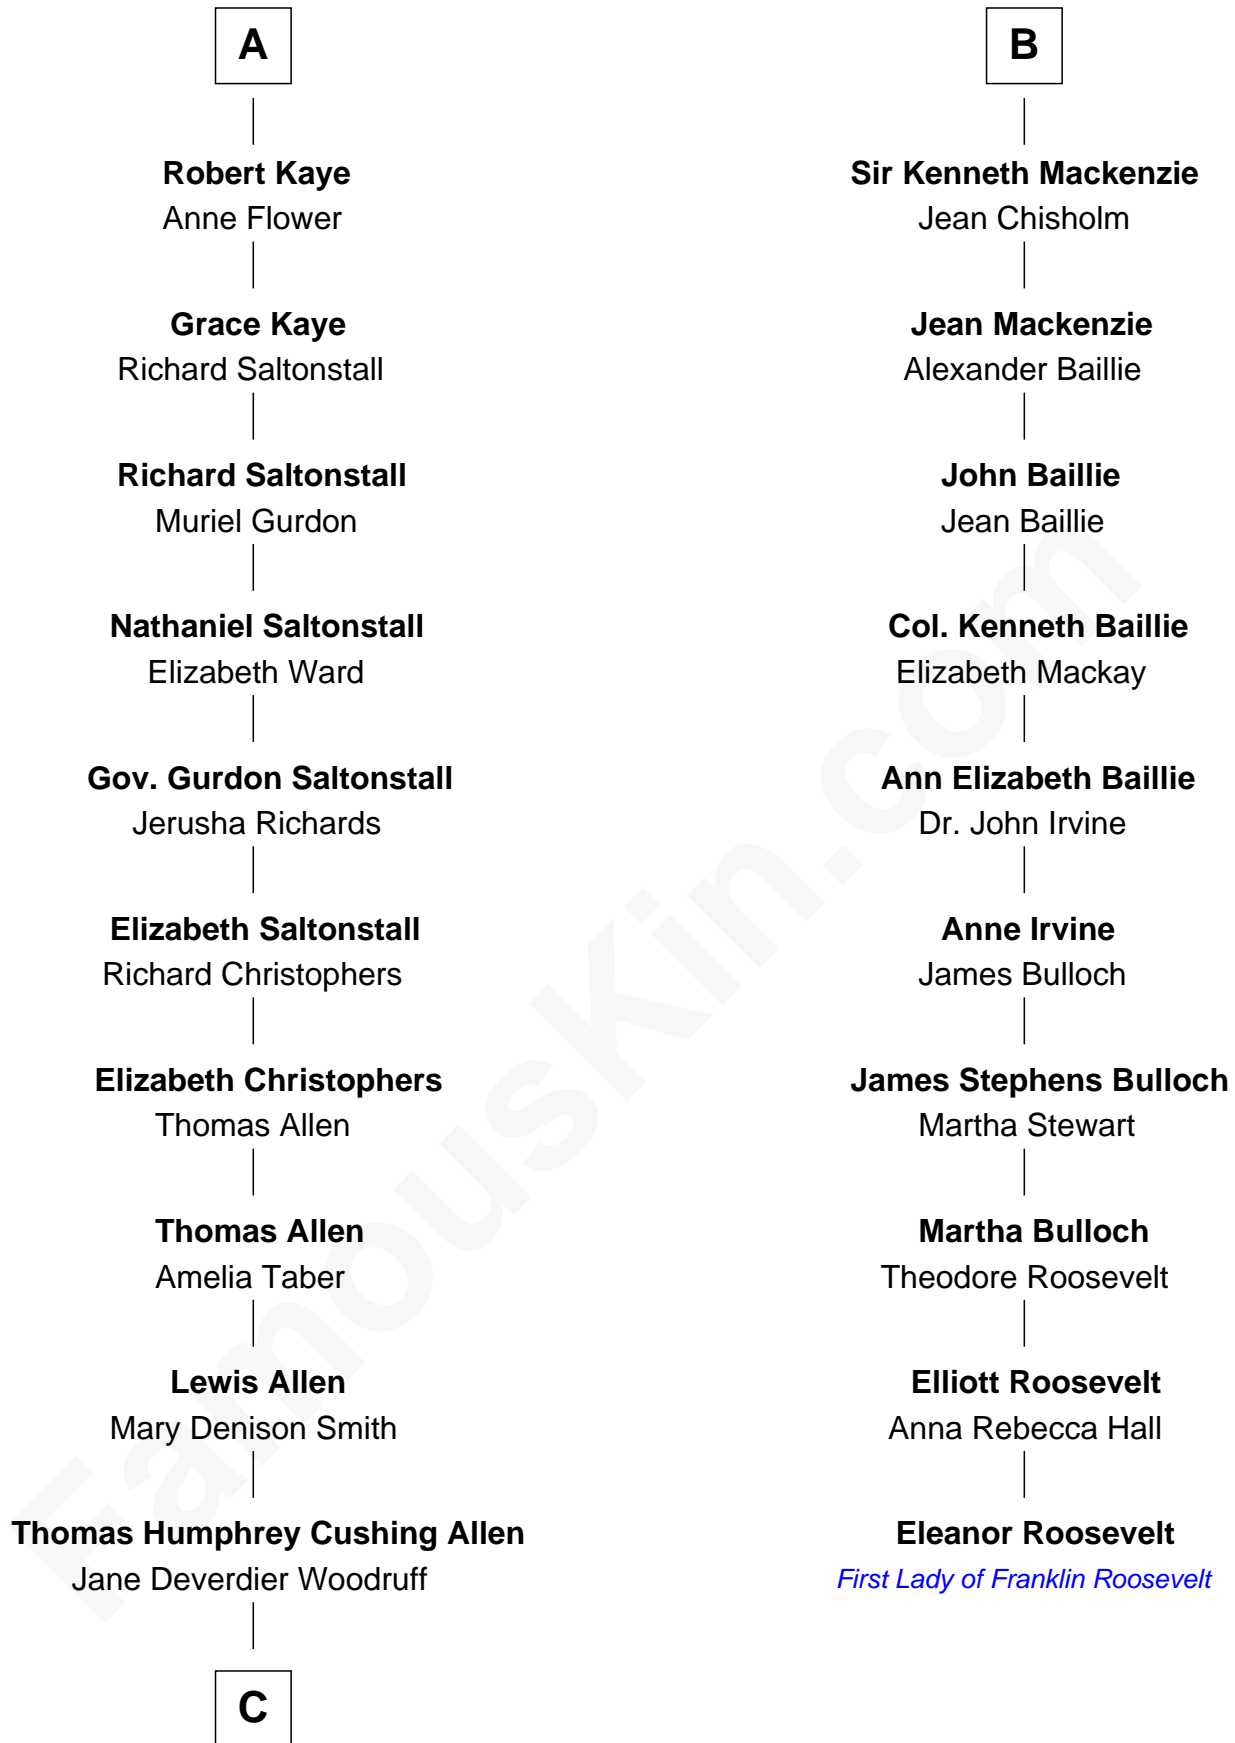 A
Robert Kaye
Anne Flower
Grace Kaye
Richard Saltonstall
Richard Saltonstall
Muriel Gurdon
Nathaniel Saltonstall
Elizabeth Ward
Gov. Gurdon Saltonstall
Jerusha Richards
Elizabeth Saltonstall
Richard Christophers
Elizabeth Christophers
Thomas Allen
Thomas Allen
Amelia Taber
Lewis Allen
Mary Denison Smith
Thomas Humphrey Cushing Allen
Jane Deverdier Woodruff
C
B
Sir Kenneth Mackenzie
Jean Chisholm
Jean Mackenzie
Alexander Baillie
John Baillie
Jean Baillie
Col. Kenneth Baillie
Elizabeth Mackay
Ann Elizabeth Baillie
Dr. John Irvine
Anne Irvine
James Bulloch
James Stephens Bulloch
Martha Stewart
Martha Bulloch
Theodore Roosevelt
Elliott Roosevelt
Anna Rebecca Hall
Eleanor Roosevelt
First Lady of Franklin Roosevelt
FamousKin.com